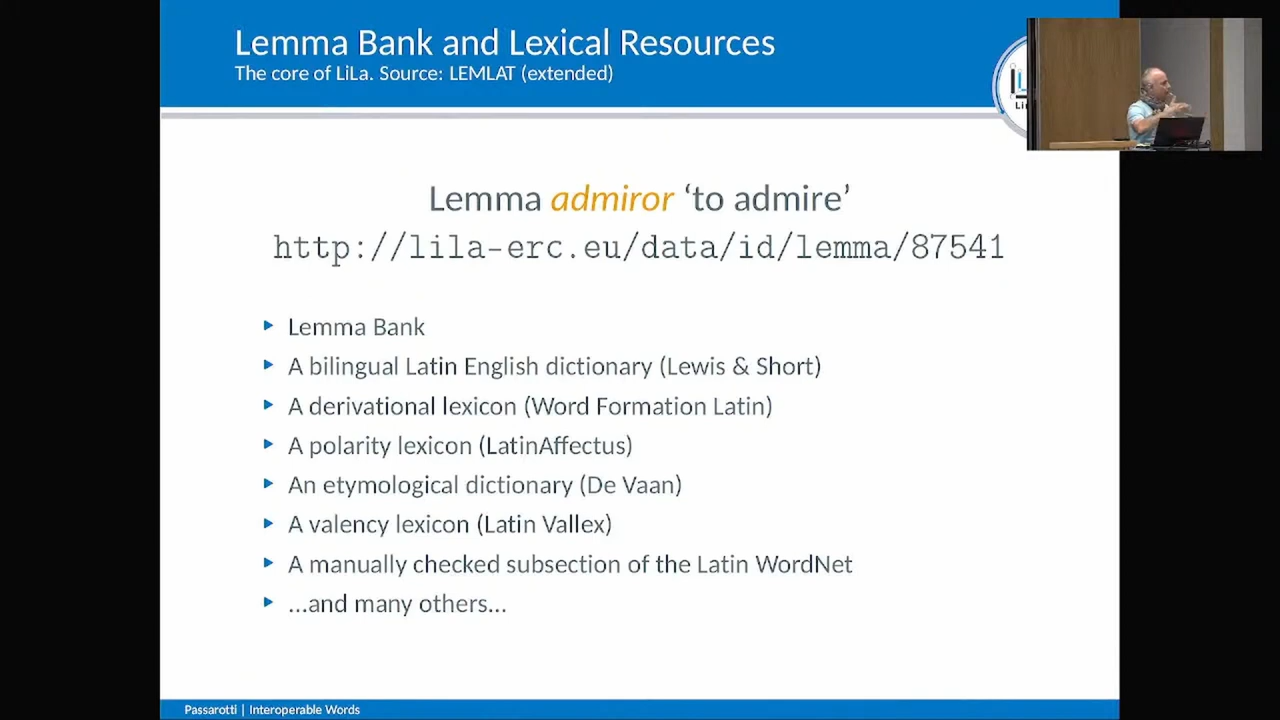 Lemma Bank and Lexical Resources
The core of LiLa. Source: LEMLAT (extended)
Lemma admiror ‘to admire’
http://lila-erc.eu/data/id/lemma/87541
Lemma Bank
A bilingual Latin English dictionary (Lewis & Short)
A derivational lexicon (Word Formation Latin)
A polarity lexicon (LatinAffectus)
An etymological dictionary (De Vaan)
A valency lexicon (Latin Vallex)
A manually checked subsection of the Latin WordNet
...and many others...
Passarotti | Interoperable Words